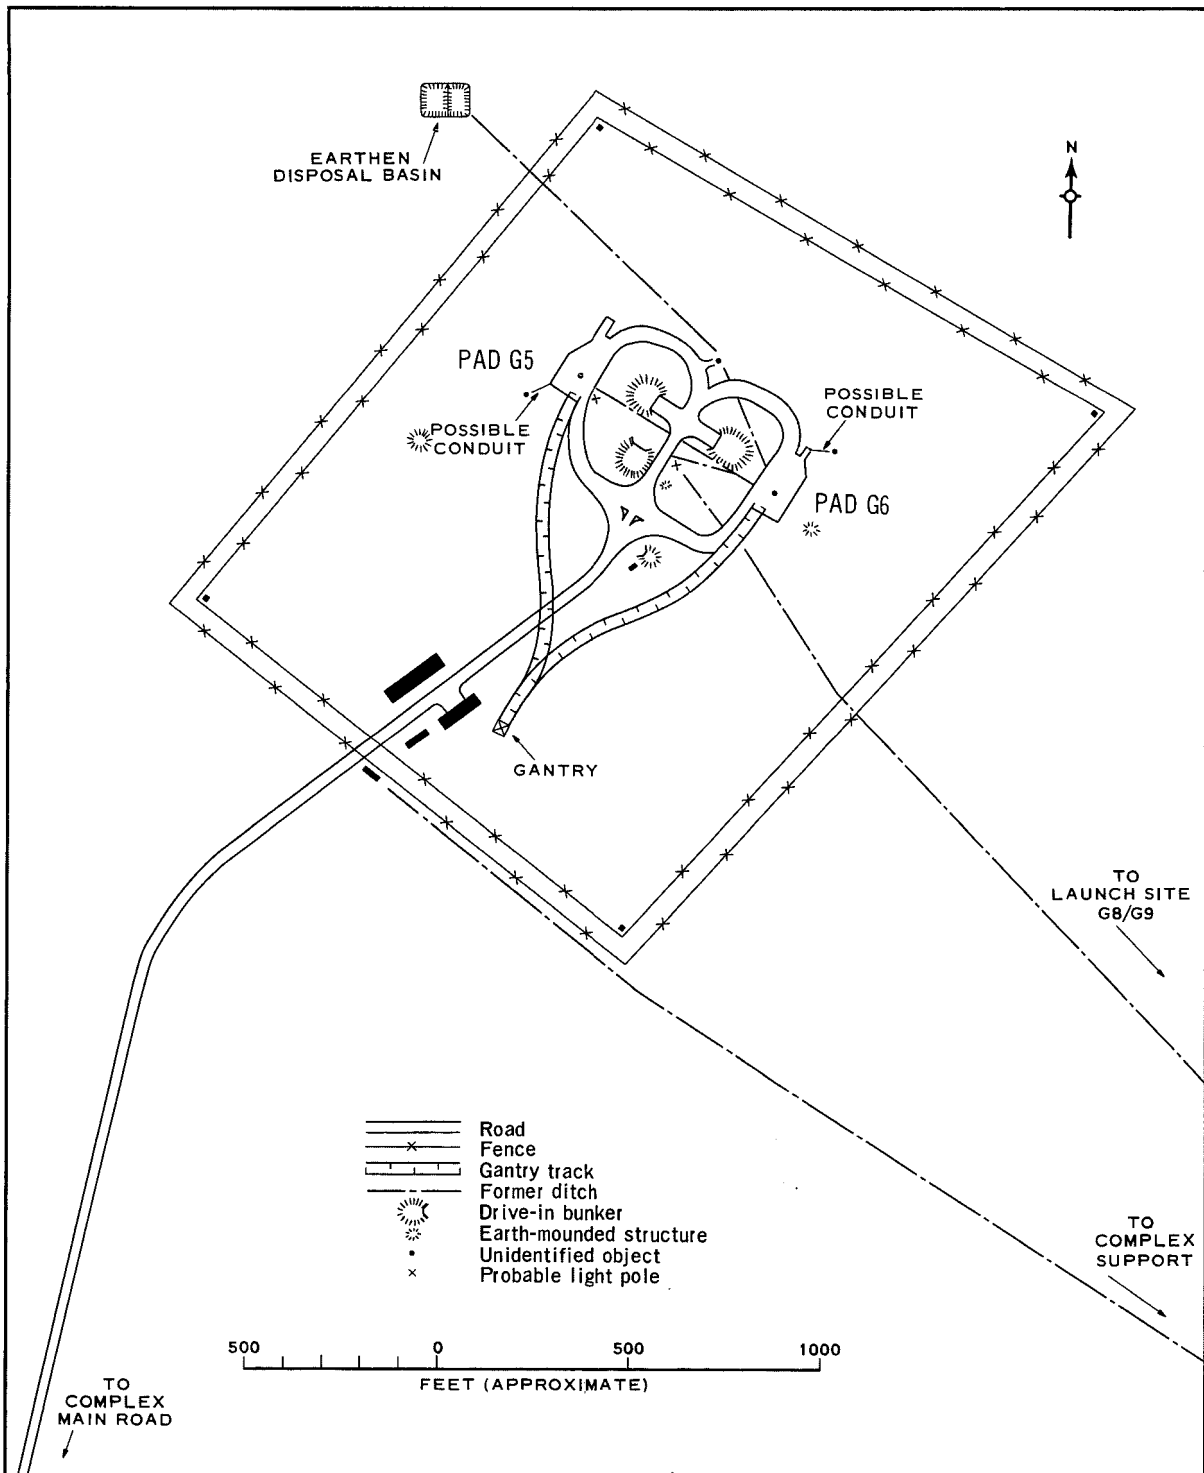 EARTHEN
DISPOSAL BASIN
N
PAD G5
POSSIBLE
CONDUIT
POSSIBLE
CONDUIT
PAD G6
GANTRY
TO
LAUNCH SITE
G8/G9
Road
Fence
Gantry track
Former ditch
Drive-in bunker
Earth-mounded structure
Unidentified object
Probable light pole
TO
COMPLEX
SUPPORT
500 0 500 1000
FEET (APPROXIMATE)
TO
COMPLEX
MAIN ROAD